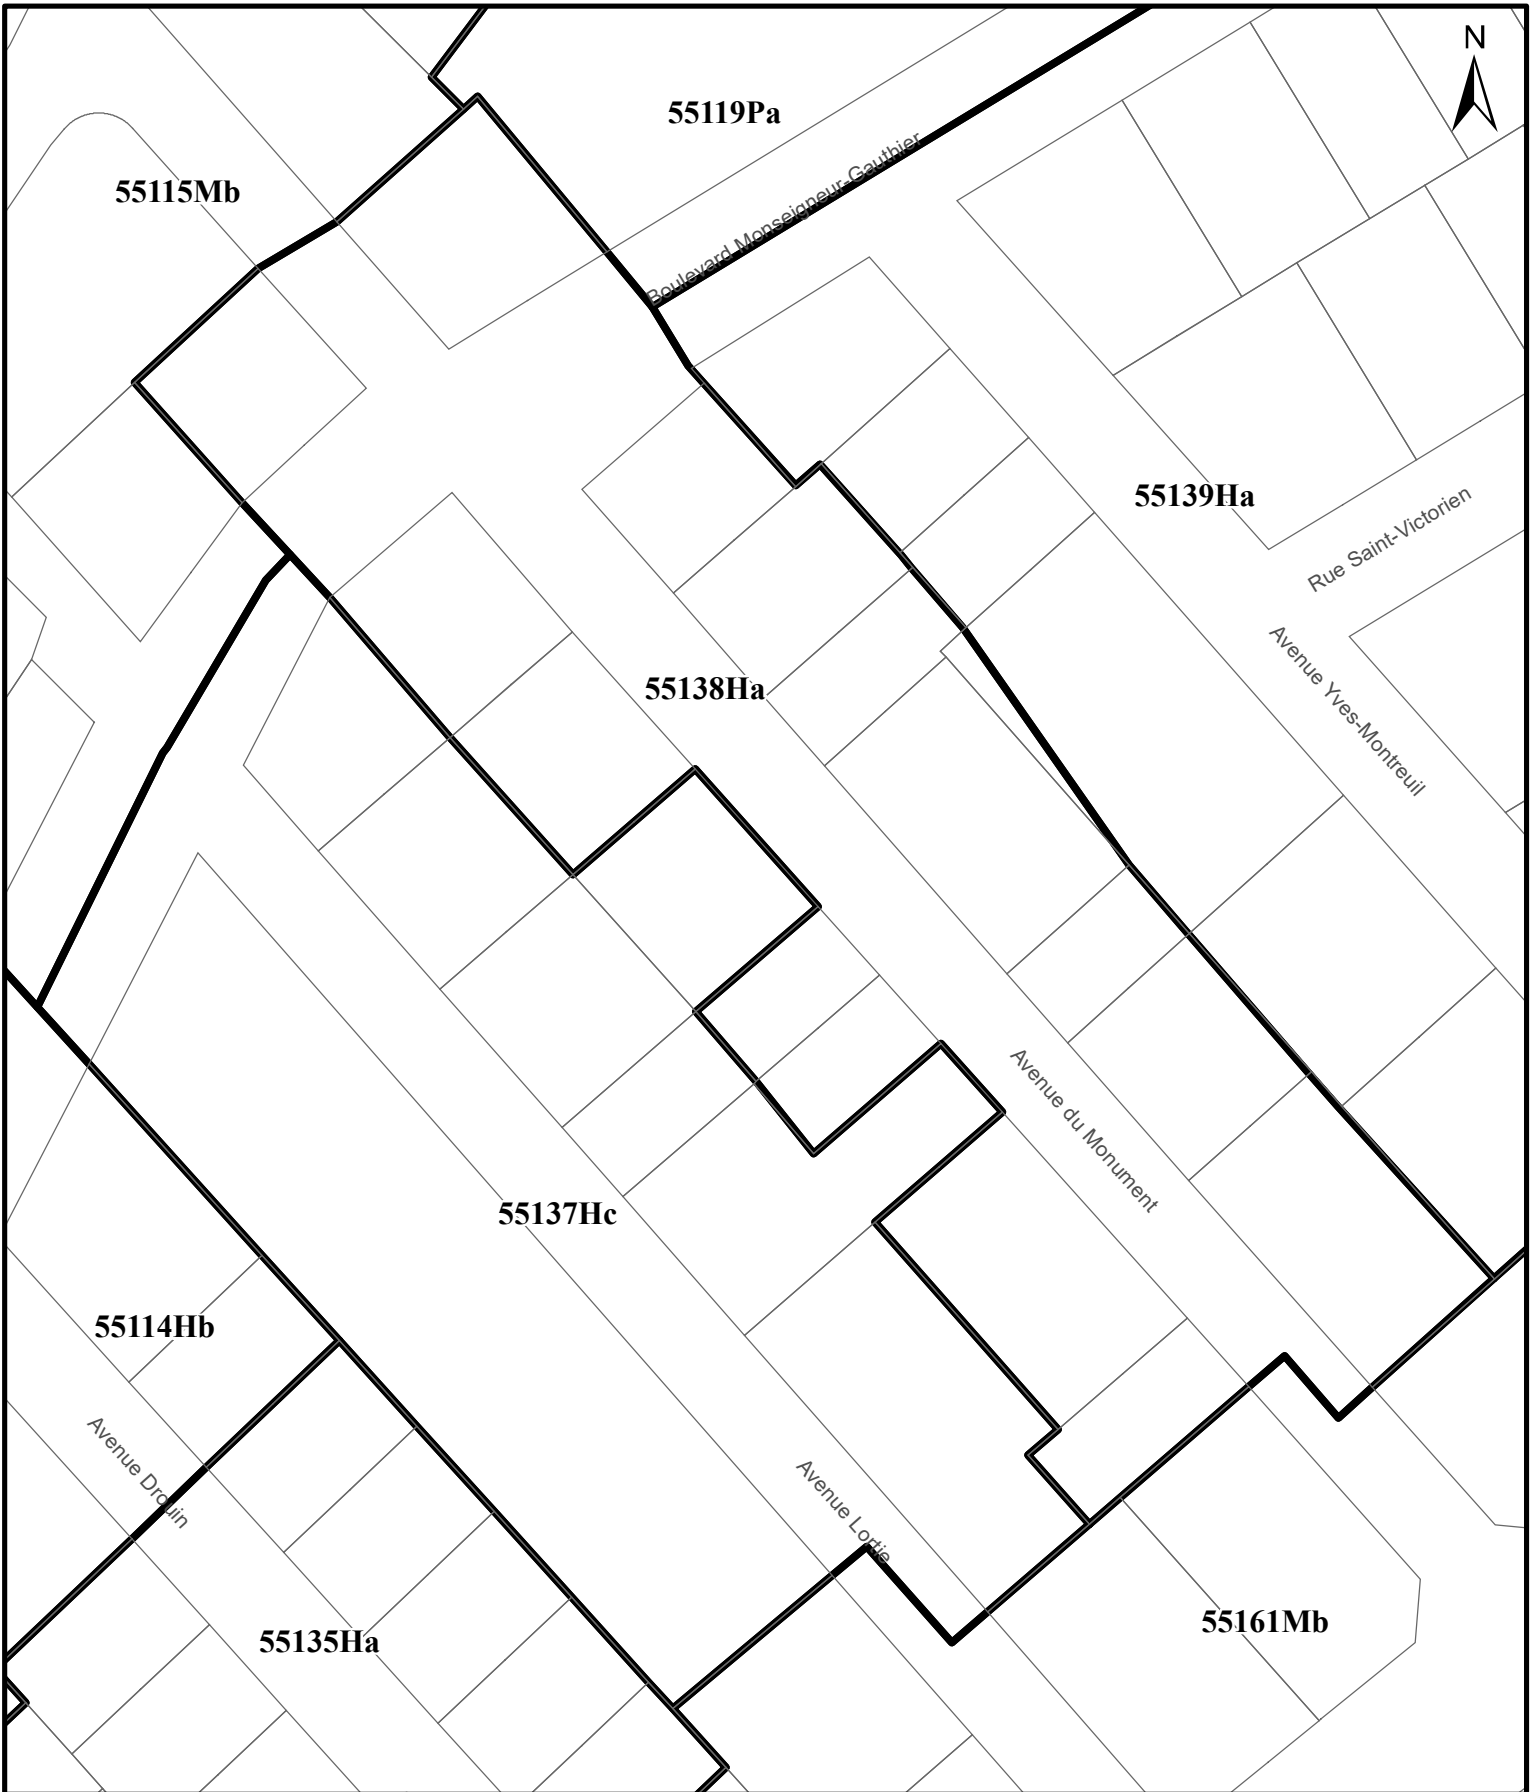 N
55119Pa
Boulevard Monseigneur-Gauthier
55115Mb
55139Ha
Rue Saint-Victorien
Avenue Yves-Montreuil
55138Ha
Avenue du Monument
55137Hc
55114Hb
Avenue Drouin
Avenue Lortie
55161Mb
55135Ha